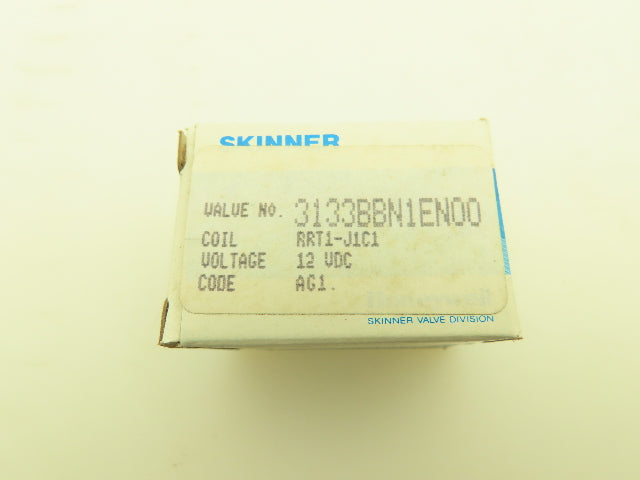 SKINNER
VALVE NO. 3133BBN1EN00
COIL RRT1-J1C1
VOLTAGE 12 VDC
CODE AG1.
SKINNER VALVE DIVISION